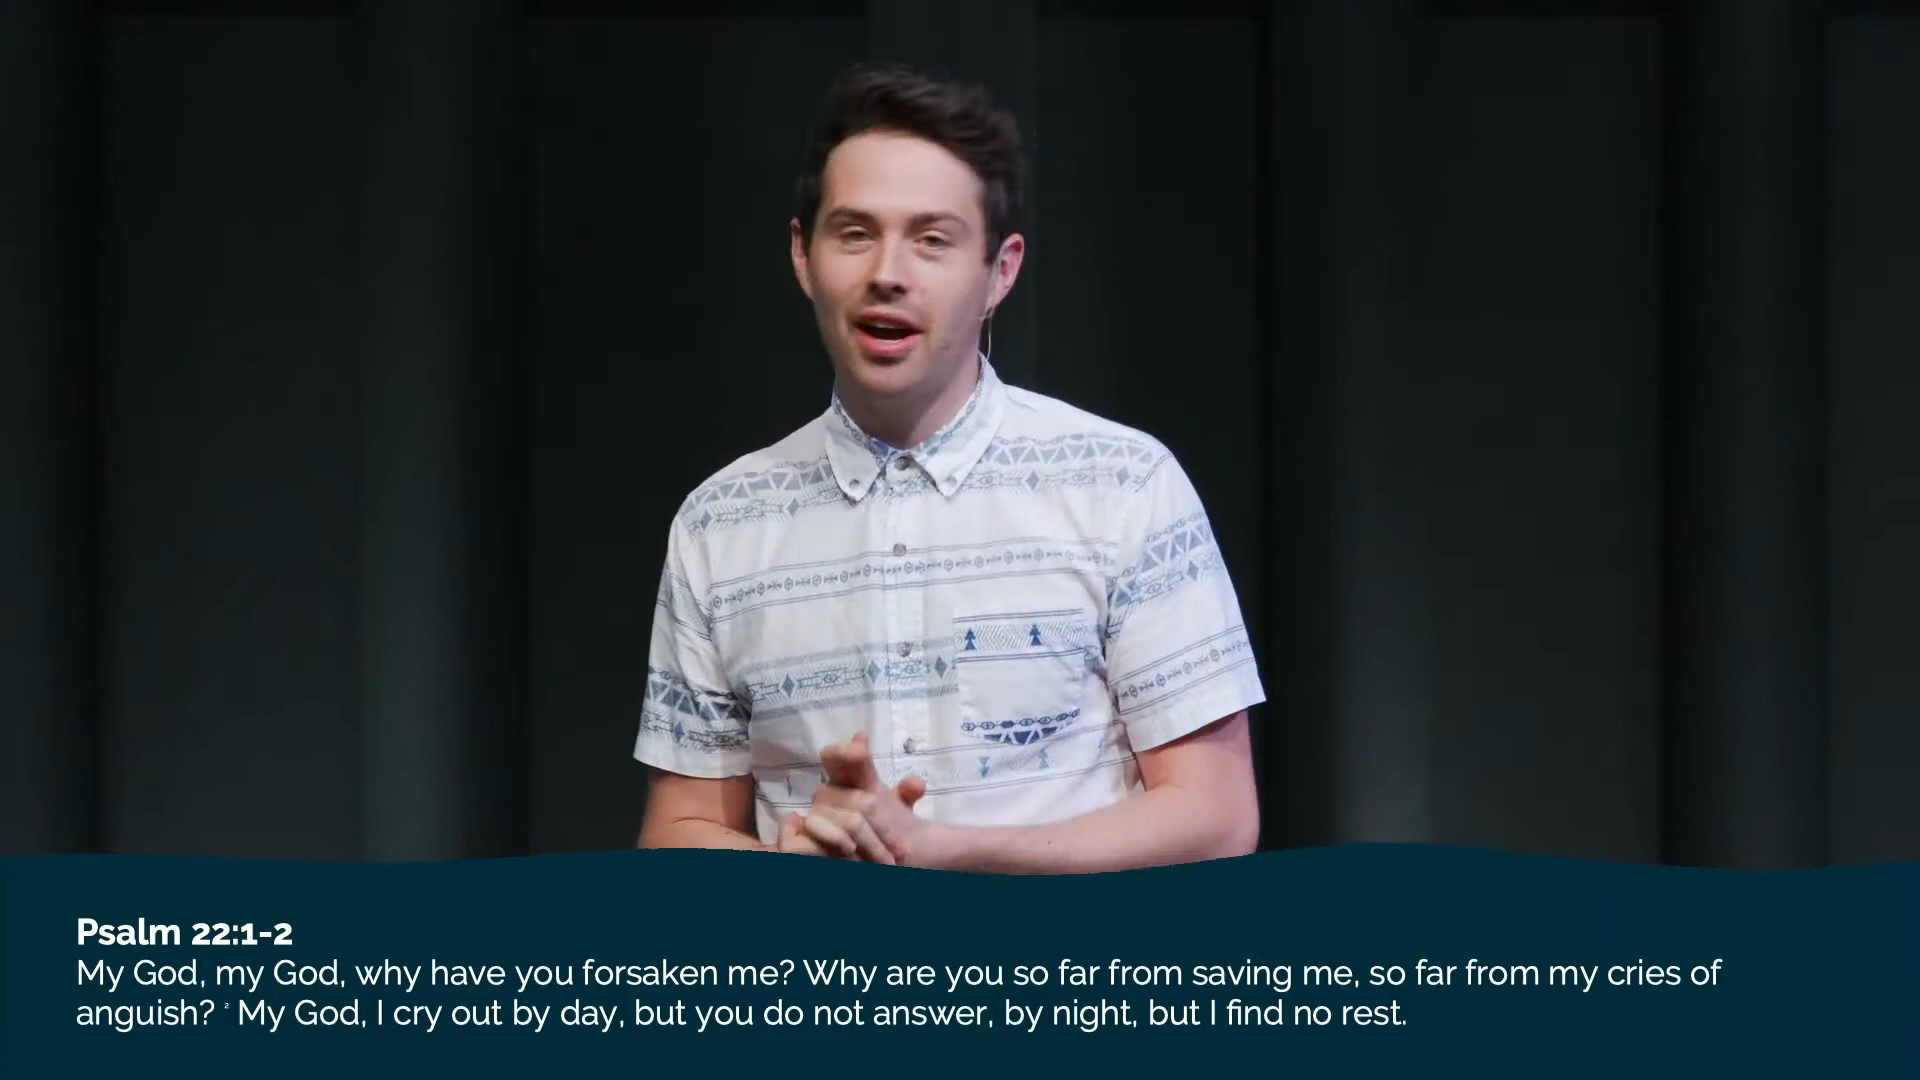 Psalm 22:1-2
My God, my God, why have you forsaken me? Why are you so far from saving me, so far from my cries of
anguish? ² My God, I cry out by day, but you do not answer, by night, but I find no rest.